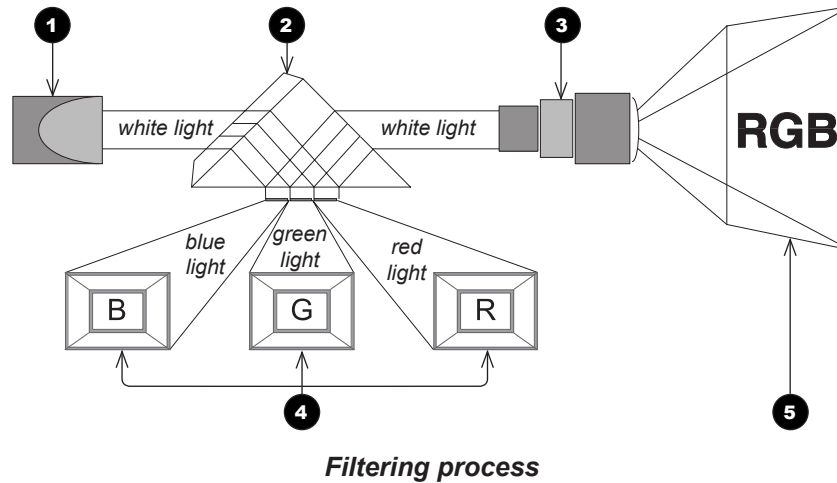 1
2
3
white light
white light
RGB
blue
light
green
light
red
light
B
G
R
4
5
Filtering process